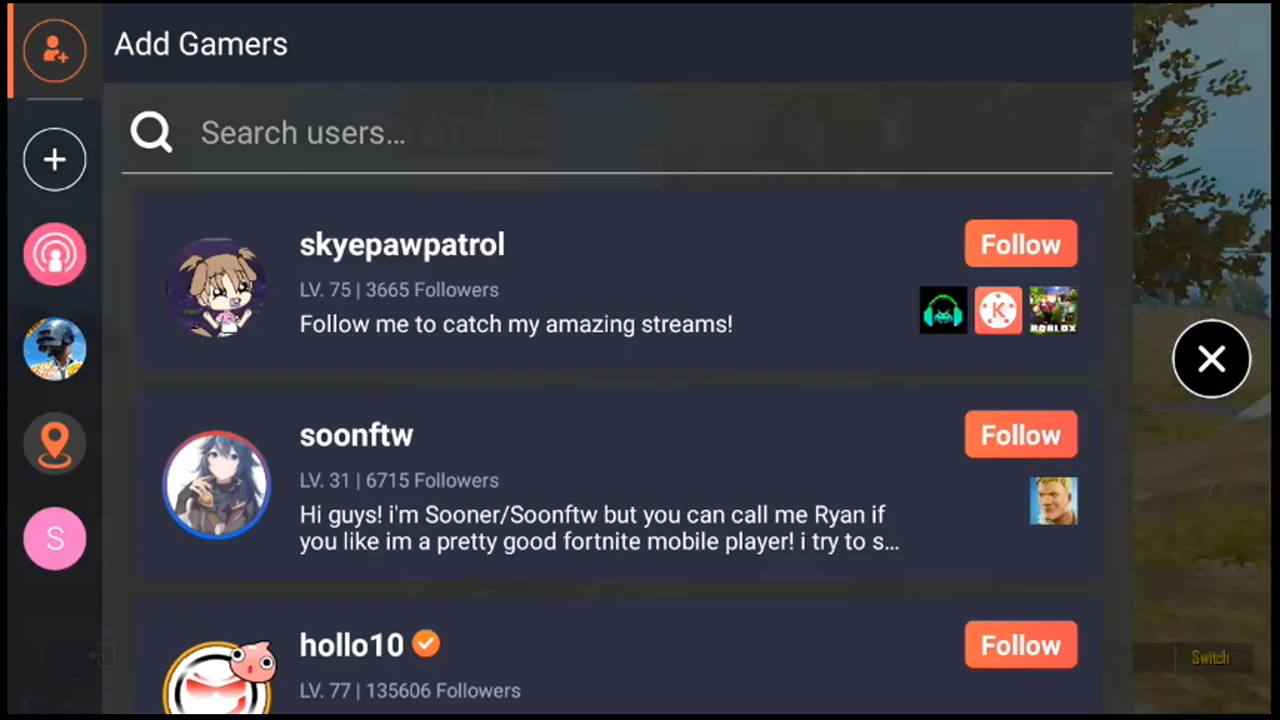 Add Gamers
Search users...
skyepawpatrol
Follow
LV. 75 | 3665 Followers
Follow me to catch my amazing streams!
ROBLOX
soonftw
Follow
LV. 31 | 6715 Followers
Hi guys! i'm Sooner/Soonftw but you can call me Ryan if
you like im a pretty good fortnite mobile player! i try to s...
S
hollo10
Follow
LV. 77 | 135606 Followers
Switch
K